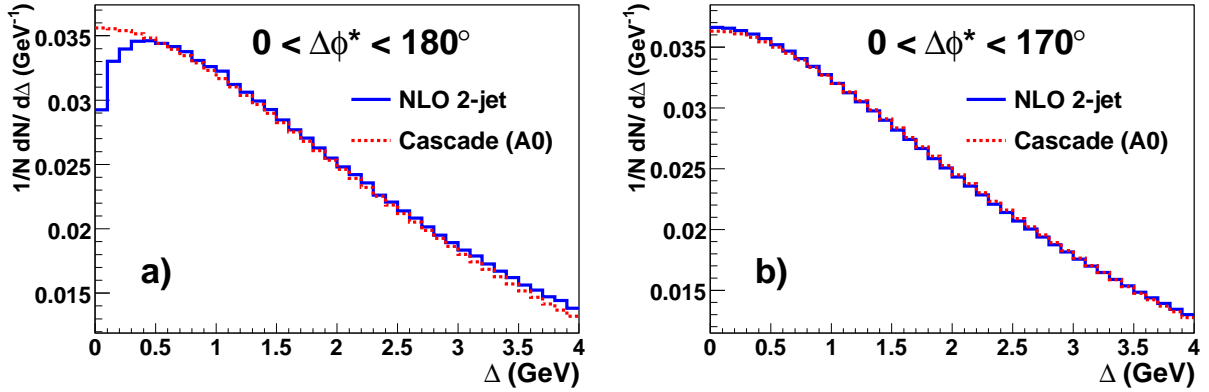 1/N dN/ dΔ (GeV⁻¹)
0.035
0.03
0.025
0.02
0.015
0 < Δϕ* < 180°
NLO 2-jet
Cascade (A0)
a)
0 0.5 1 1.5 2 2.5 3 3.5 4
Δ (GeV)
1/N dN/ dΔ (GeV⁻¹)
0.035
0.03
0.025
0.02
0.015
0 < Δϕ* < 170°
NLO 2-jet
Cascade (A0)
b)
0 0.5 1 1.5 2 2.5 3 3.5 4
Δ (GeV)